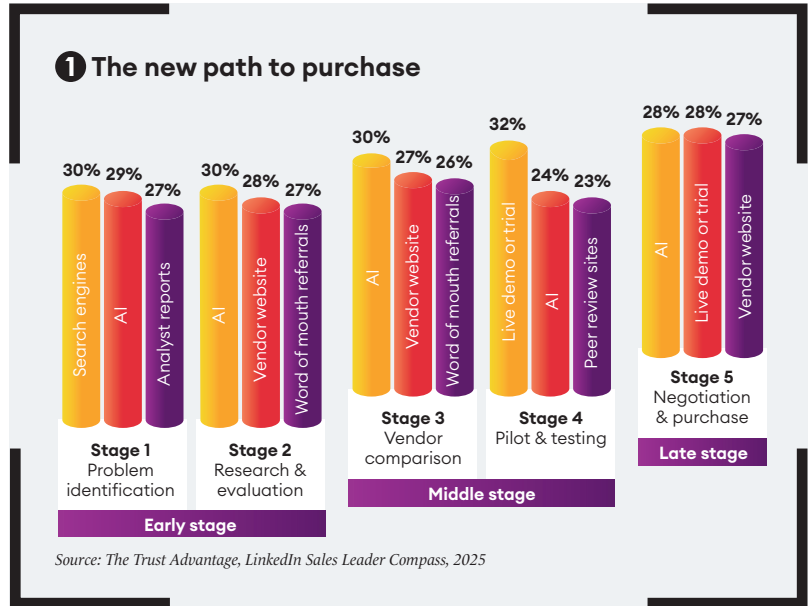 1 The new path to purchase
30% 29% 27%
Search engines
AI
Analyst reports
Stage 1
Problem
identification
30% 28% 27%
AI
Vendor website
Word of mouth referrals
Stage 2
Research &
evaluation
Early stage
30% 27% 26%
AI
Vendor website
Word of mouth referrals
Stage 3
Vendor
comparison
32% 24% 23%
Live demo or trial
AI
Peer review sites
Stage 4
Pilot & testing
Middle stage
28% 28% 27%
AI
Live demo or trial
Vendor website
Stage 5
Negotiation
& purchase
Late stage
Source: The Trust Advantage, LinkedIn Sales Leader Compass, 2025